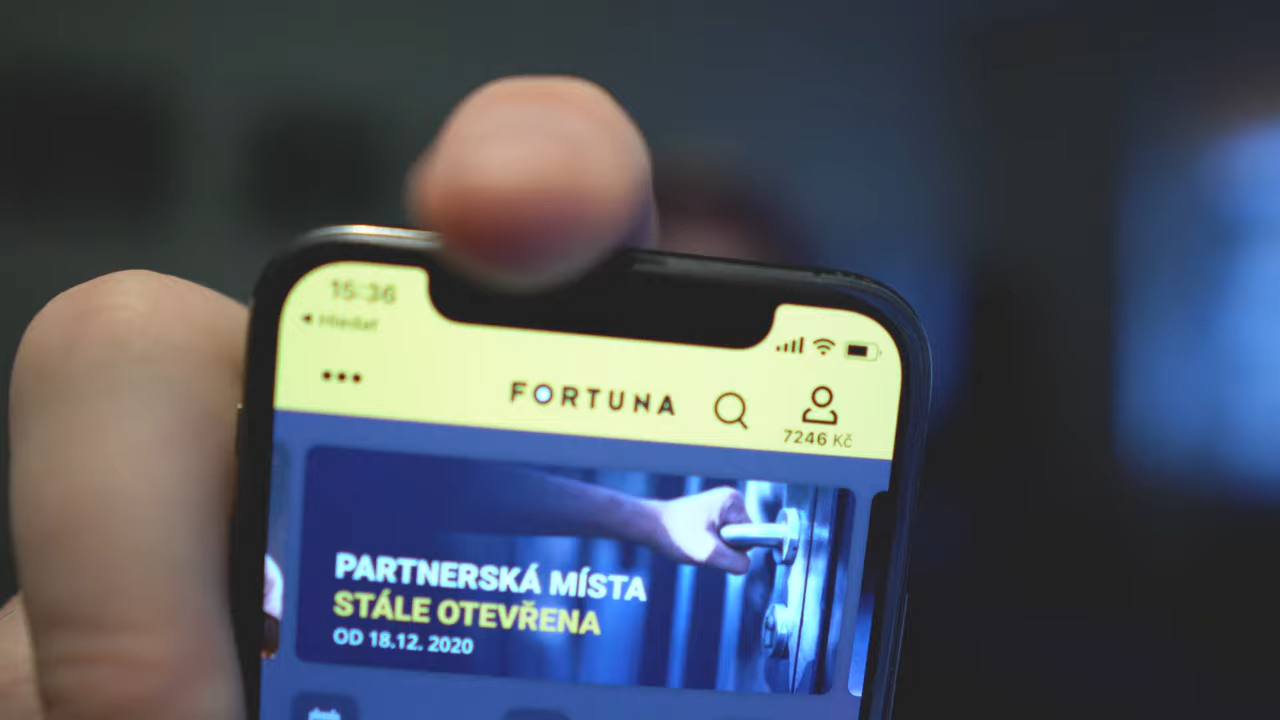 15:36
Hledat
FORTUNA
7246 Kč
PARTNERSKÁ MÍSTA
STÁLE OTEVŘENA
OD 18.12. 2020